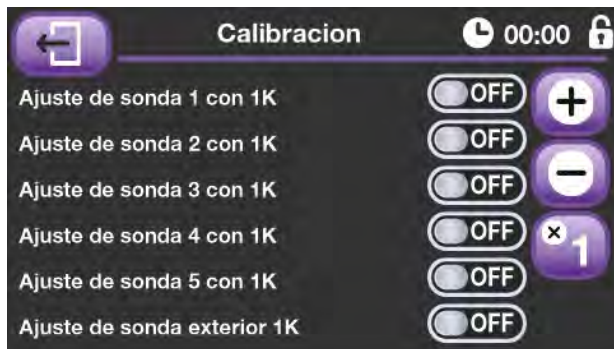 Calibracion 00:00
Ajuste de sonda 1 con 1K OFF
Ajuste de sonda 2 con 1K OFF
Ajuste de sonda 3 con 1K OFF
Ajuste de sonda 4 con 1K OFF
Ajuste de sonda 5 con 1K OFF
Ajuste de sonda exterior 1K OFF
+
−
×1